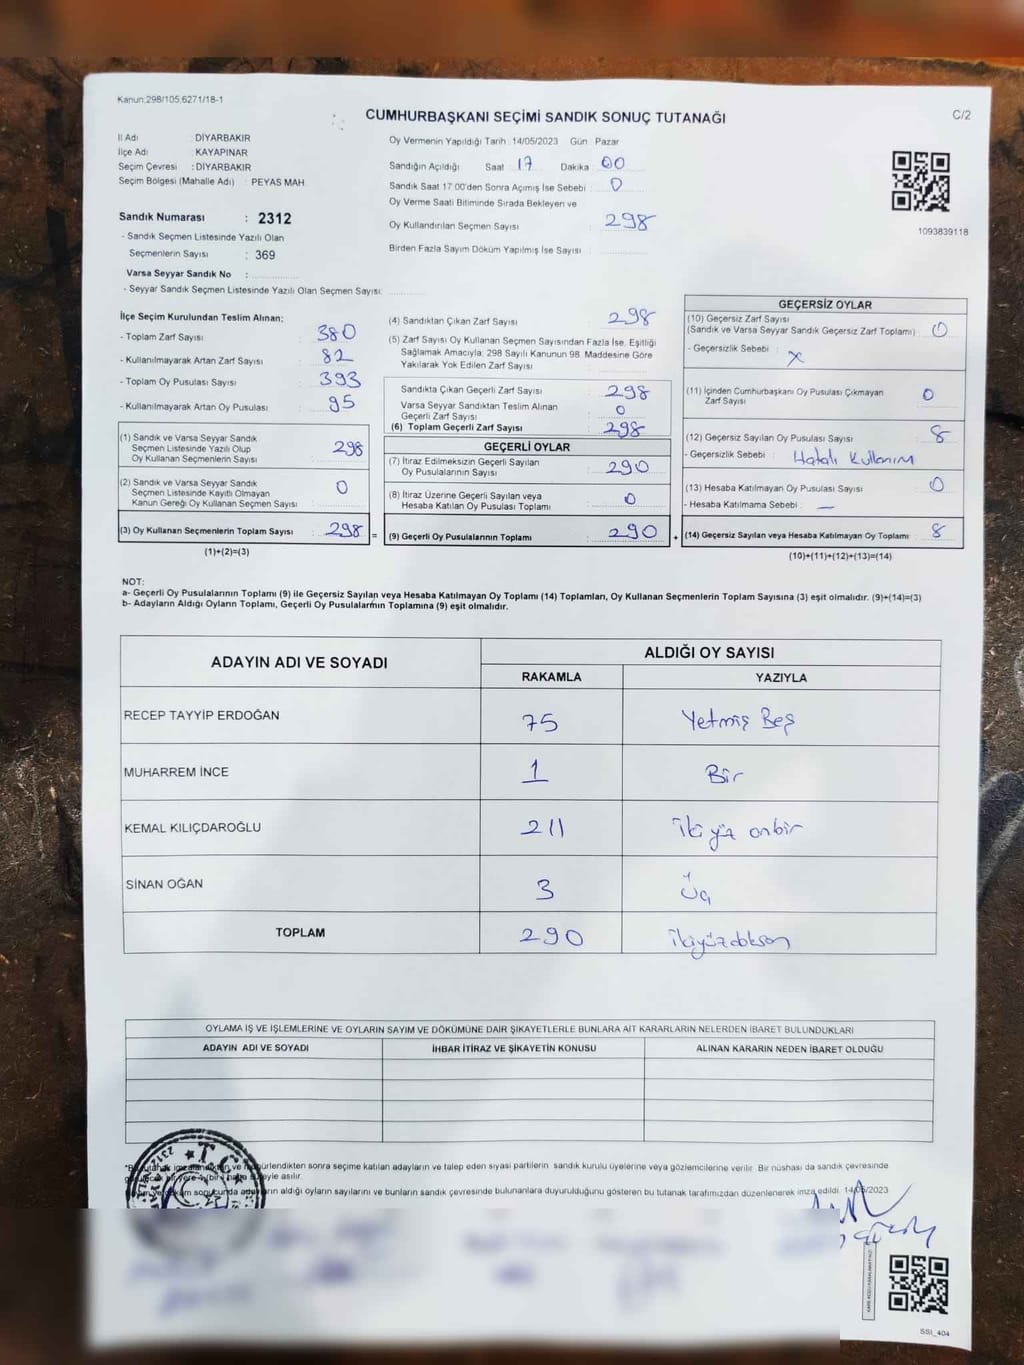 Kanun:298/105,6271/18-1
CUMHURBAŞKANI SEÇİMİ SANDIK SONUÇ TUTANAĞI
C/2
İl Adı : DİYARBAKIR
İlçe Adı : KAYAPINAR
Seçim Çevresi : DİYARBAKIR
Seçim Bölgesi (Mahalle Adı) : PEYAS MAH.
Sandık Numarası : 2312
- Sandık Seçmen Listesinde Yazılı Olan
Seçmenlerin Sayısı : 369
Varsa Seyyar Sandık No :
- Seyyar Sandık Seçmen Listesinde Yazılı Olan Seçmen Sayısı:
Oy Vermenin Yapıldığı Tarih : 14/05/2023 Gün : Pazar
Sandığın Açıldığı Saat : 17 Dakika : 00
Sandık Saat 17:00'den Sonra Açımış İse Sebebi : 0
Oy Verme Saati Bitiminde Sırada Bekleyen ve
Oy Kullandırılan Seçmen Sayısı : 298
Birden Fazla Sayım Döküm Yapılmış İse Sayısı :
1093839118
İlçe Seçim Kurulundan Teslim Alınan;
- Toplam Zarf Sayısı : 380
- Kullanılmayarak Artan Zarf Sayısı : 82
- Toplam Oy Pusulası Sayısı : 393
- Kullanılmayarak Artan Oy Pusulası : 95
(1) Sandık ve Varsa Seyyar Sandık
Seçmen Listesinde Yazılı Olup
Oy Kullanan Seçmenlerin Sayısı : 298
(2) Sandık ve Varsa Seyyar Sandık
Seçmen Listesinde Kayıtlı Olmayan
Kanun Gereği Oy Kullanan Seçmen Sayısı : 0
(3) Oy Kullanan Seçmenlerin Toplam Sayısı : 298 =
(1)+(2)=(3)
(4) Sandıktan Çıkan Zarf Sayısı : 298
(5) Zarf Sayısı Oy Kullanan Seçmen Sayısından Fazla İse, Eşitliği
Sağlamak Amacıyla; 298 Sayılı Kanunun 98. Maddesine Göre
Yakılarak Yok Edilen Zarf Sayısı :
Sandıkta Çıkan Geçerli Zarf Sayısı : 298
Varsa Seyyar Sandıktan Teslim Alınan
Geçerli Zarf Sayısı : 0
(6) Toplam Geçerli Zarf Sayısı : 298
GEÇERLİ OYLAR
(7) İtiraz Edilmeksizin Geçerli Sayılan
Oy Pusulalarının Sayısı : 290
(8) İtiraz Üzerine Geçerli Sayılan veya
Hesaba Katılan Oy Pusulası Toplamı : 0
(9) Geçerli Oy Pusulalarının Toplamı : 290 +
GEÇERSİZ OYLAR
(10) Geçersiz Zarf Sayısı
(Sandık ve Varsa Seyyar Sandık Geçersiz Zarf Toplamı) : 0
- Geçersizlik Sebebi : X
(11) İçinden Cumhurbaşkanı Oy Pusulası Çıkmayan
Zarf Sayısı : 0
(12) Geçersiz Sayılan Oy Pusulası Sayısı : 8
- Geçersizlik Sebebi : Hatalı Kullanım
(13) Hesaba Katılmayan Oy Pusulası Sayısı : 0
- Hesaba Katılmama Sebebi : —
(14) Geçersiz Sayılan veya Hesaba Katılmayan Oy Toplamı : 8
(10)+(11)+(12)+(13)=(14)
NOT:
a- Geçerli Oy Pusulalarının Toplamı (9) ile Geçersiz Sayılan veya Hesaba Katılmayan Oy Toplamı (14) Toplamları, Oy Kullanan Seçmenlerin Toplam Sayısına (3) eşit olmalıdır. (9)+(14)=(3)
b- Adayların Aldığı Oyların Toplamı, Geçerli Oy Pusulalarının Toplamına (9) eşit olmalıdır.
ADAYIN ADI VE SOYADI
ALDIĞI OY SAYISI
RAKAMLA YAZIYLA
RECEP TAYYİP ERDOĞAN 75 Yetmiş Beş
MUHARREM İNCE 1 Bir
KEMAL KILIÇDAROĞLU 211 İki yüz onbir
SİNAN OĞAN 3 Üç
TOPLAM 290 İkiyüzdoksan
OYLAMA İŞ VE İŞLEMLERİNE VE OYLARIN SAYIM VE DÖKÜMÜNE DAİR ŞİKAYETLERLE BUNLARA AİT KARARLARIN NELERDEN İBARET BULUNDUKLARI
ADAYIN ADI VE SOYADI İHBAR İTİRAZ VE ŞİKAYETİN KONUSU ALINAN KARARIN NEDEN İBARET OLDUĞU
sonra seçime katılan adayların ve talep eden siyasi partilerin sandık kurulu üyelerine veya gözlemcilerine verilir. Bir nüshası da sandık çevresinde
asılır.
aldığı oyların sayılarını ve bunların sandık çevresinde bulunanlara duyurulduğunu gösteren bu tutanak tarafımızdan düzenlenerek imza edildi. 14/05/2023
SSİ_404